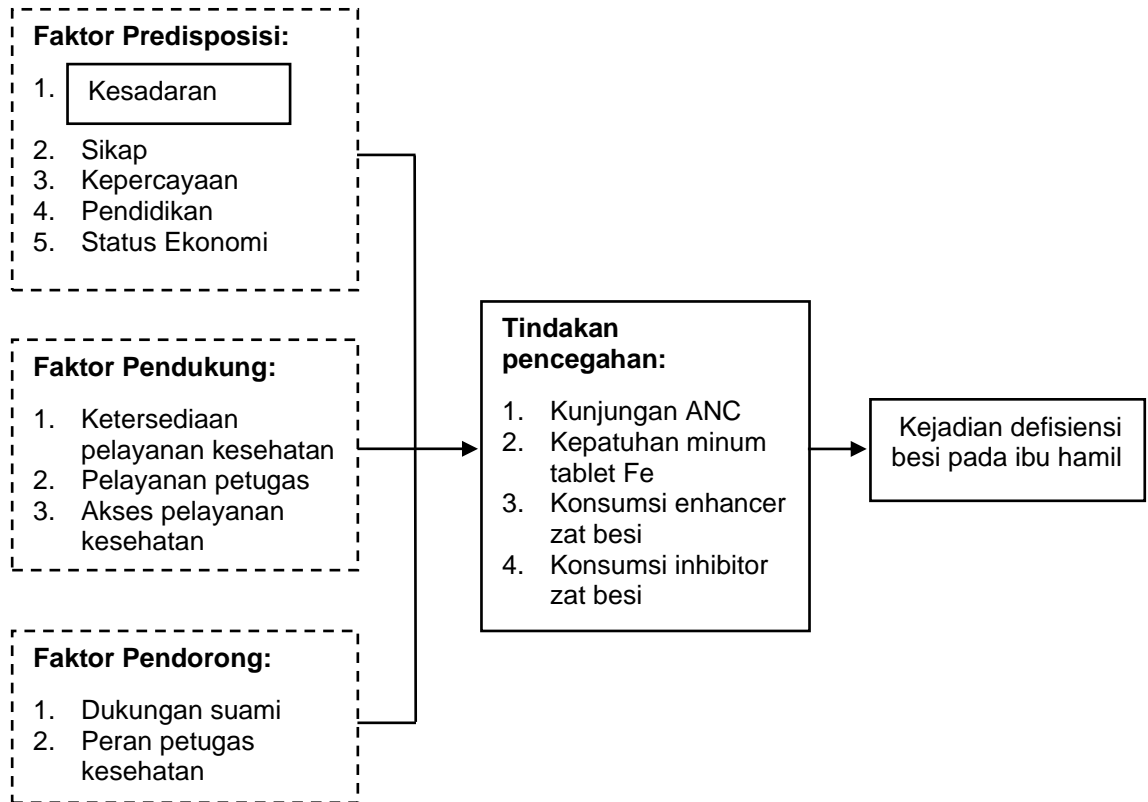 Faktor Predisposisi:
1. Kesadaran
2. Sikap
3. Kepercayaan
4. Pendidikan
5. Status Ekonomi
Faktor Pendukung:
1. Ketersediaan
pelayanan kesehatan
2. Pelayanan petugas
3. Akses pelayanan
kesehatan
Faktor Pendorong:
1. Dukungan suami
2. Peran petugas
kesehatan
Tindakan
pencegahan:
1. Kunjungan ANC
2. Kepatuhan minum
tablet Fe
3. Konsumsi enhancer
zat besi
4. Konsumsi inhibitor
zat besi
Kejadian defisiensi
besi pada ibu hamil